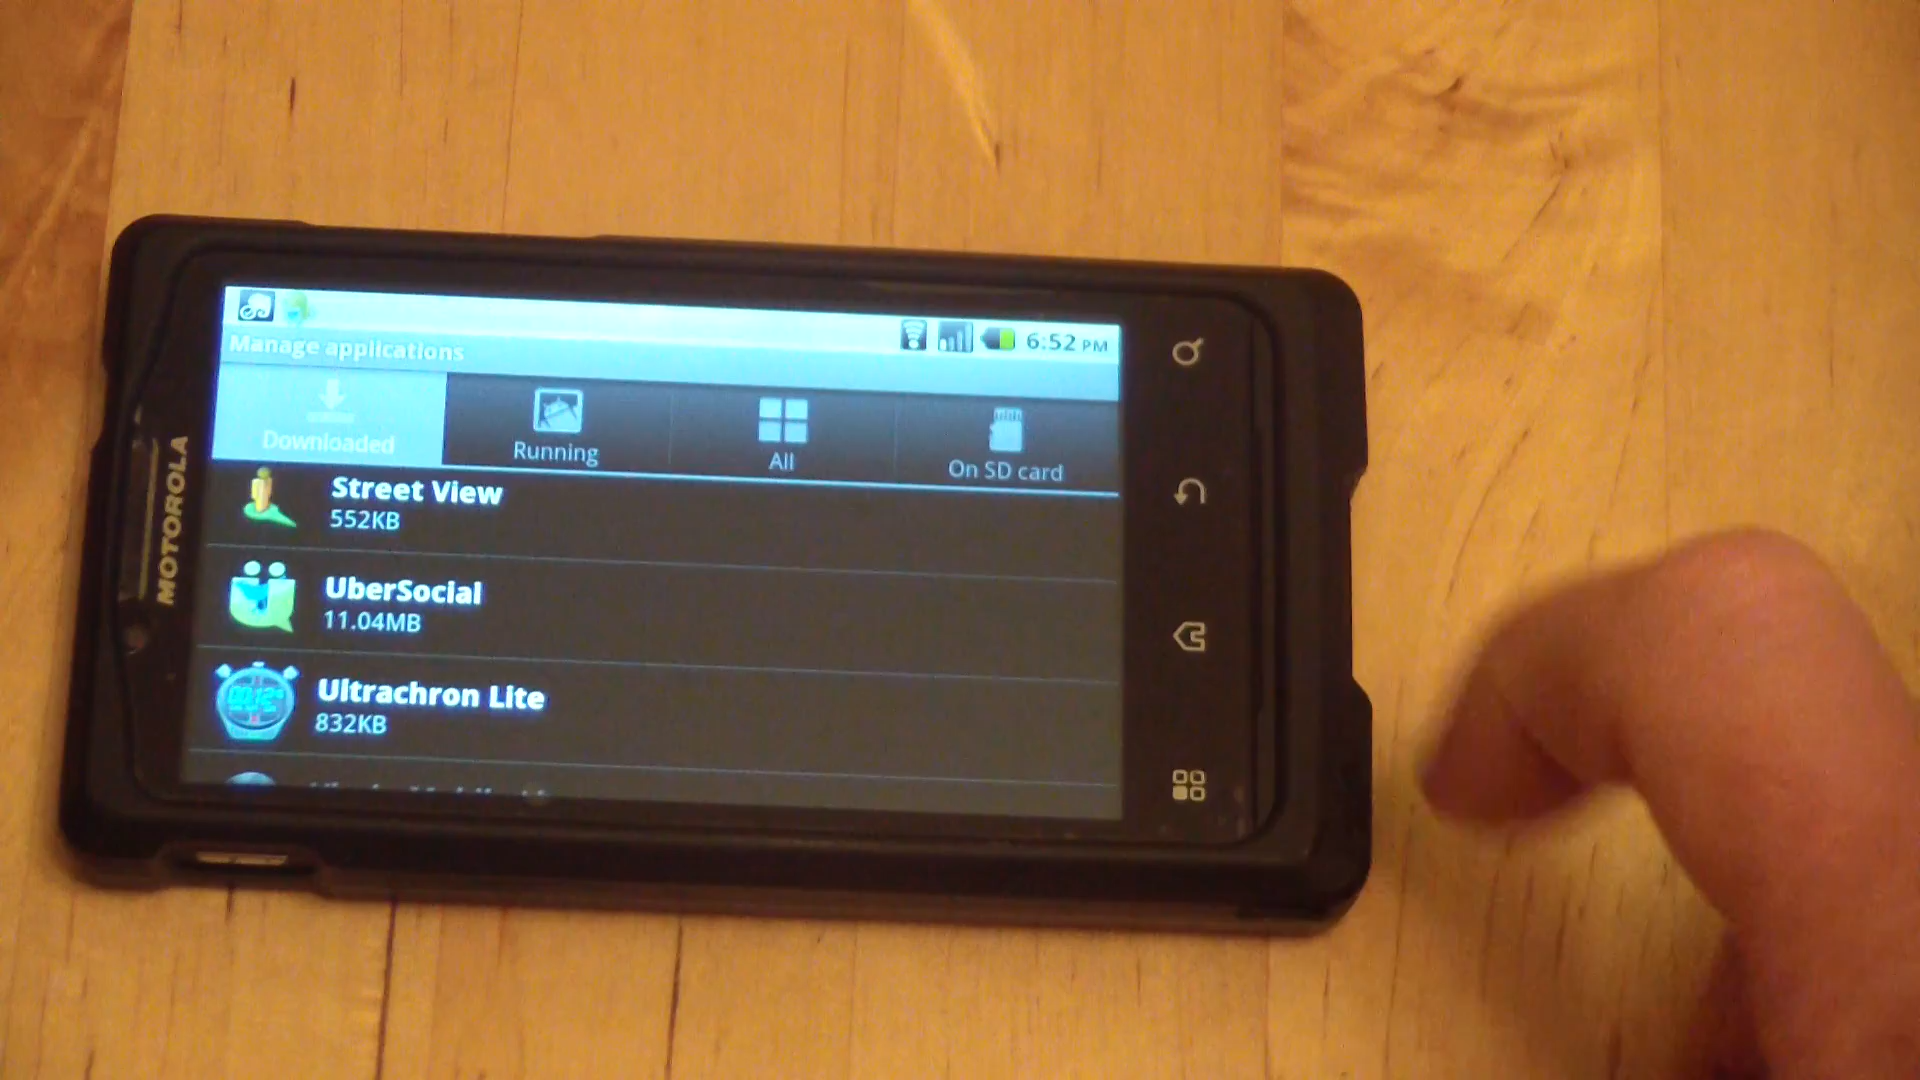 6:52 PM
Manage applications
Downloaded
Running
All
On SD card
Street View
552KB
UberSocial
11.04MB
Ultrachron Lite
832KB
MOTOROLA